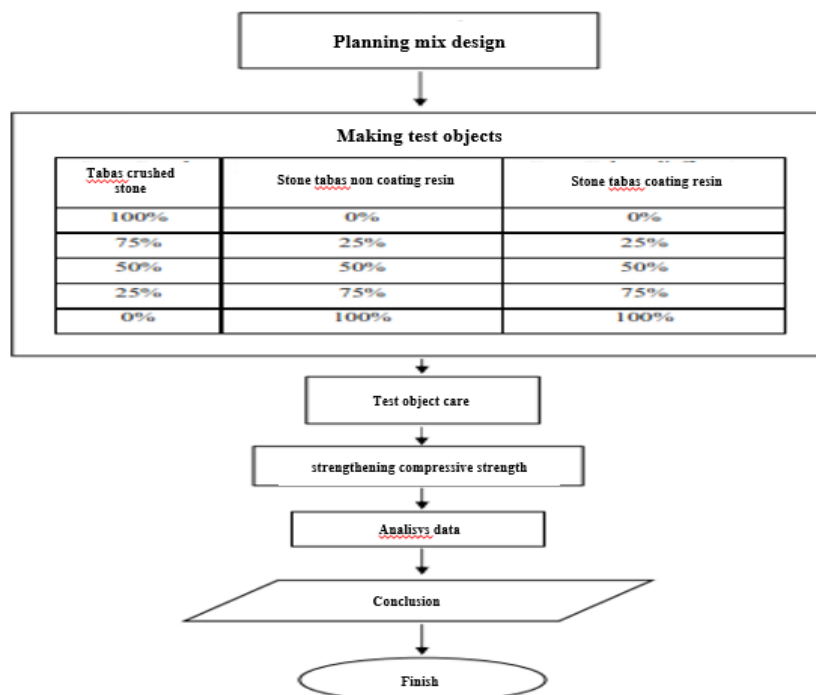 Planning mix design
Making test objects
Tabas crushed
stone
Stone tabas non coating resin
Stone tabas coating resin
100% 0% 0%
75% 25% 25%
50% 50% 50%
25% 75% 75%
0% 100% 100%
Test object care
strengthening compressive strength
Analisys data
Conclusion
Finish